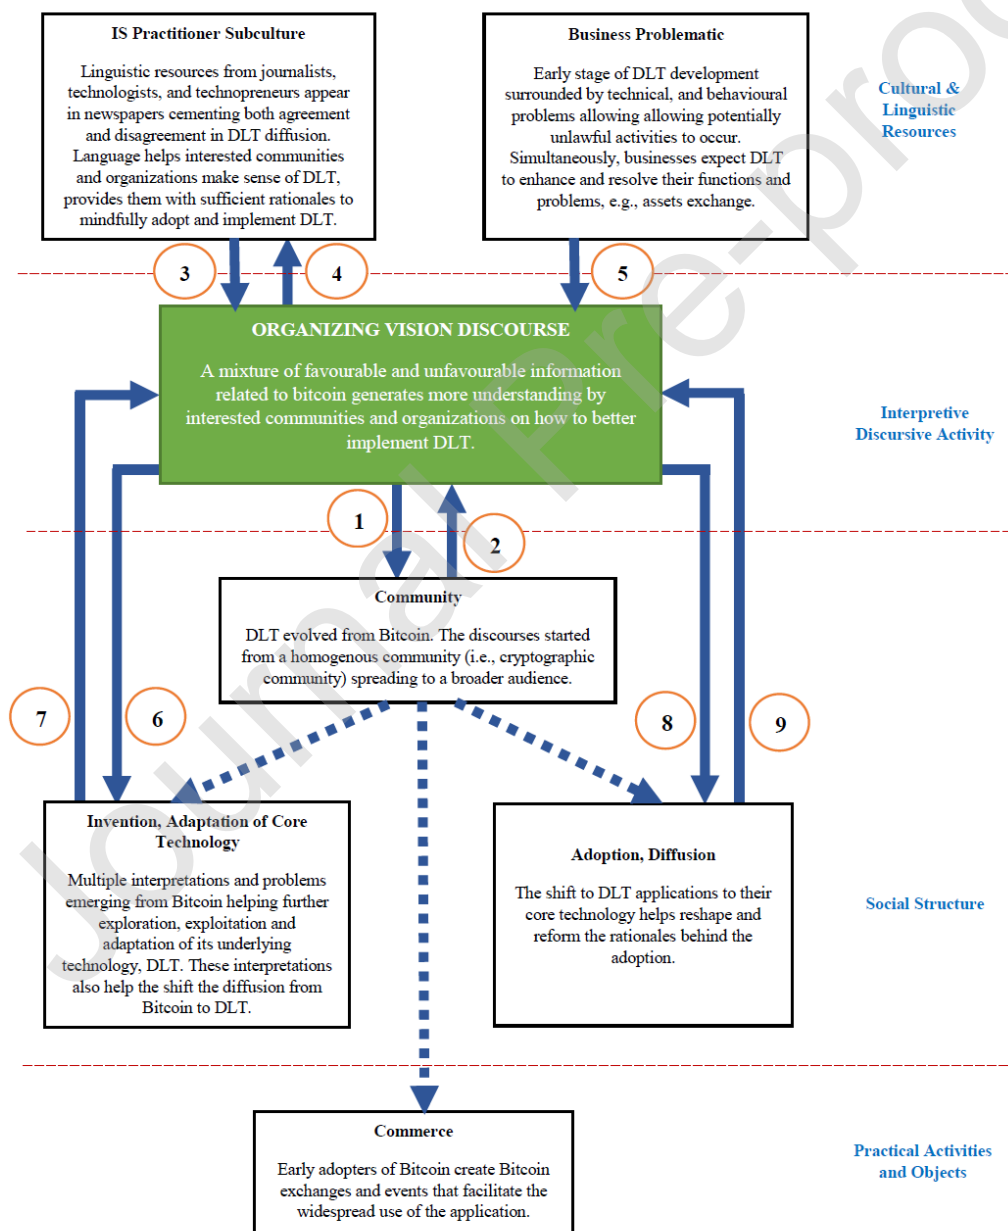 IS Practitioner Subculture
Linguistic resources from journalists,
technologists, and technopreneurs appear
in newspapers cementing both agreement
and disagreement in DLT diffusion.
Language helps interested communities
and organizations make sense of DLT,
provides them with sufficient rationales to
mindfully adopt and implement DLT.
Business Problematic
Early stage of DLT development
surrounded by technical, and behavioural
problems allowing allowing potentially
unlawful activities to occur.
Simultaneously, businesses expect DLT
to enhance and resolve their functions and
problems, e.g., assets exchange.
Cultural &
Linguistic
Resources
3
4
5
ORGANIZING VISION DISCOURSE
A mixture of favourable and unfavourable information
related to bitcoin generates more understanding by
interested communities and organizations on how to better
implement DLT.
Interpretive
Discursive Activity
1
2
Community
DLT evolved from Bitcoin. The discourses started
from a homogenous community (i.e., cryptographic
community) spreading to a broader audience.
7
6
8
9
Invention, Adaptation of Core
Technology
Multiple interpretations and problems
emerging from Bitcoin helping further
exploration, exploitation and
adaptation of its underlying
technology, DLT. These interpretations
also help the shift the diffusion from
Bitcoin to DLT.
Adoption, Diffusion
The shift to DLT applications to their
core technology helps reshape and
reform the rationales behind the
adoption.
Social Structure
Commerce
Early adopters of Bitcoin create Bitcoin
exchanges and events that facilitate the
widespread use of the application.
Practical Activities
and Objects
Journal Pre-proo